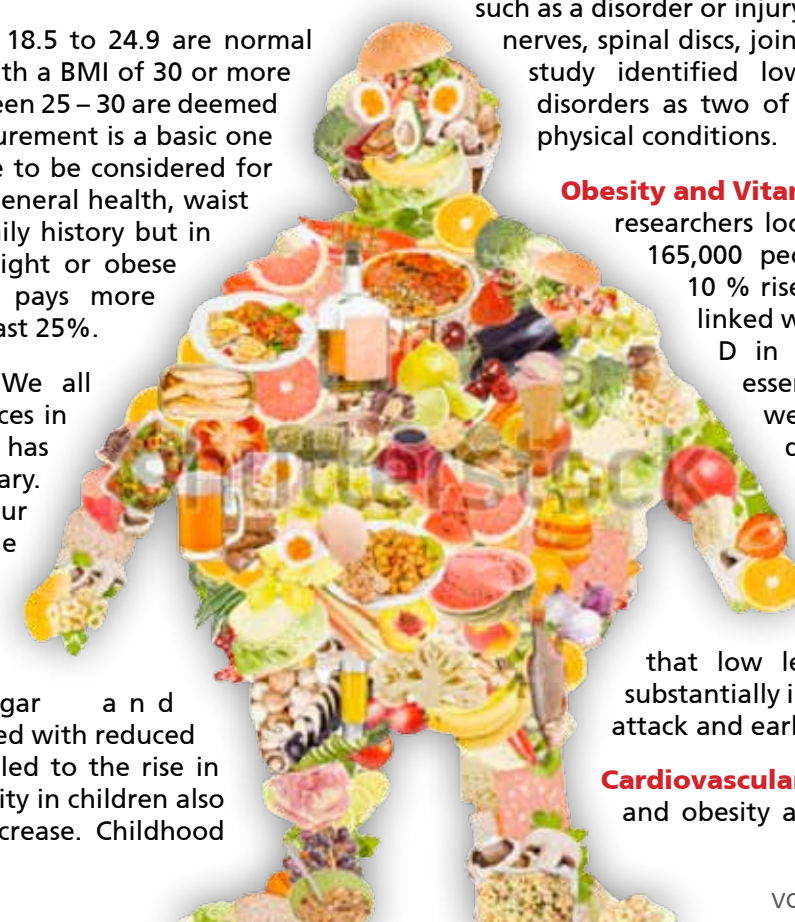 18.5 to 24.9 are normal
th a BMI of 30 or more
een 25 – 30 are deemed
urement is a basic one
e to be considered for
eneral health, waist
ily history but in
ight or obese
pays more
ast 25%.
We all
ces in
has
ary.
ur
e
gar and
ed with reduced
led to the rise in
ity in children also
crease. Childhood
such as a disorder or injury
nerves, spinal discs, join
study identified low
disorders as two of
physical conditions.
Obesity and Vitam
researchers loo
165,000 peo
10 % rise
linked w
D in
essen
we
c
that low le
substantially i
attack and earl
Cardiovascular
and obesity a
vo
shutterstock